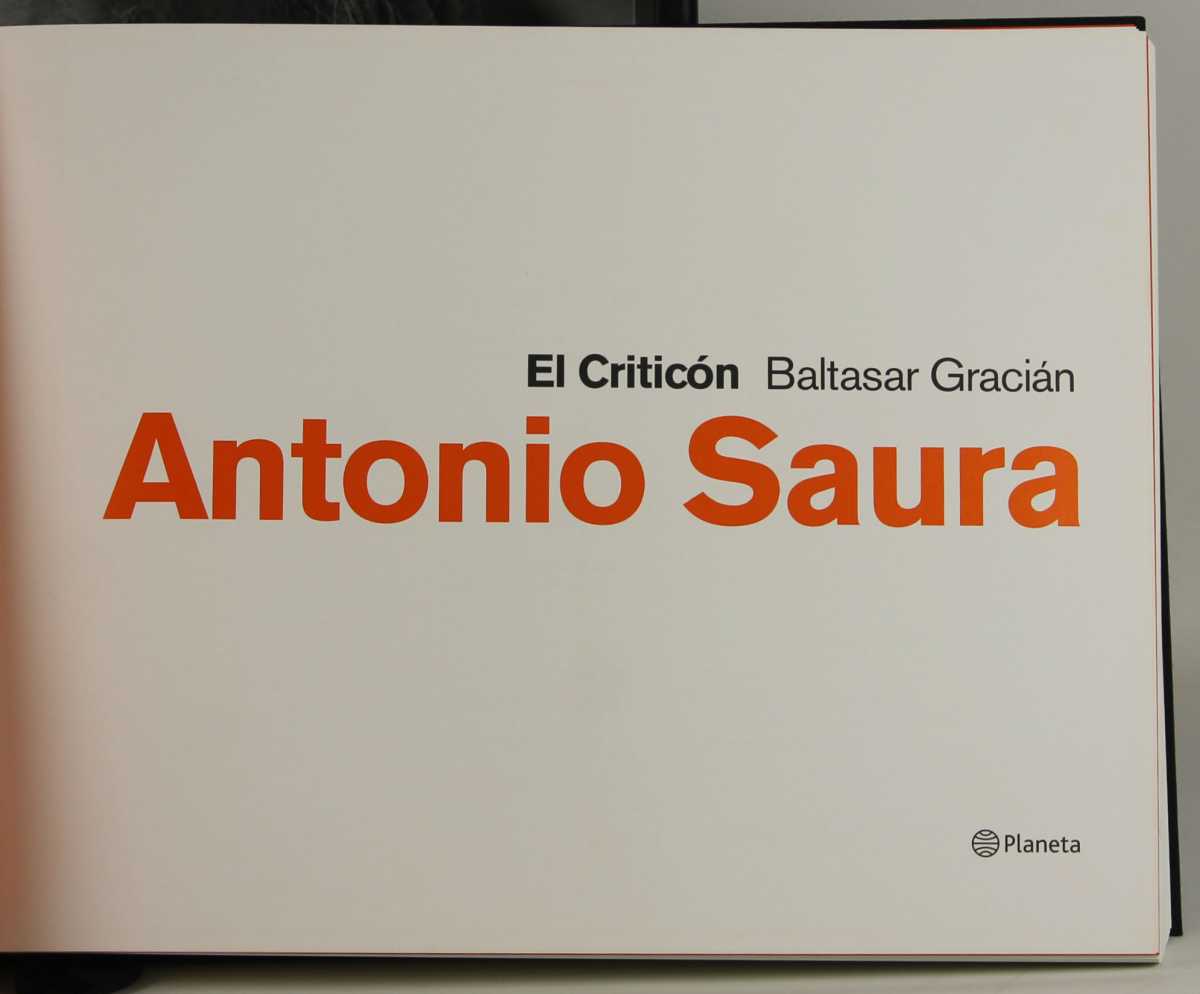 El Criticón Baltasar Gracián
Antonio Saura
Planeta